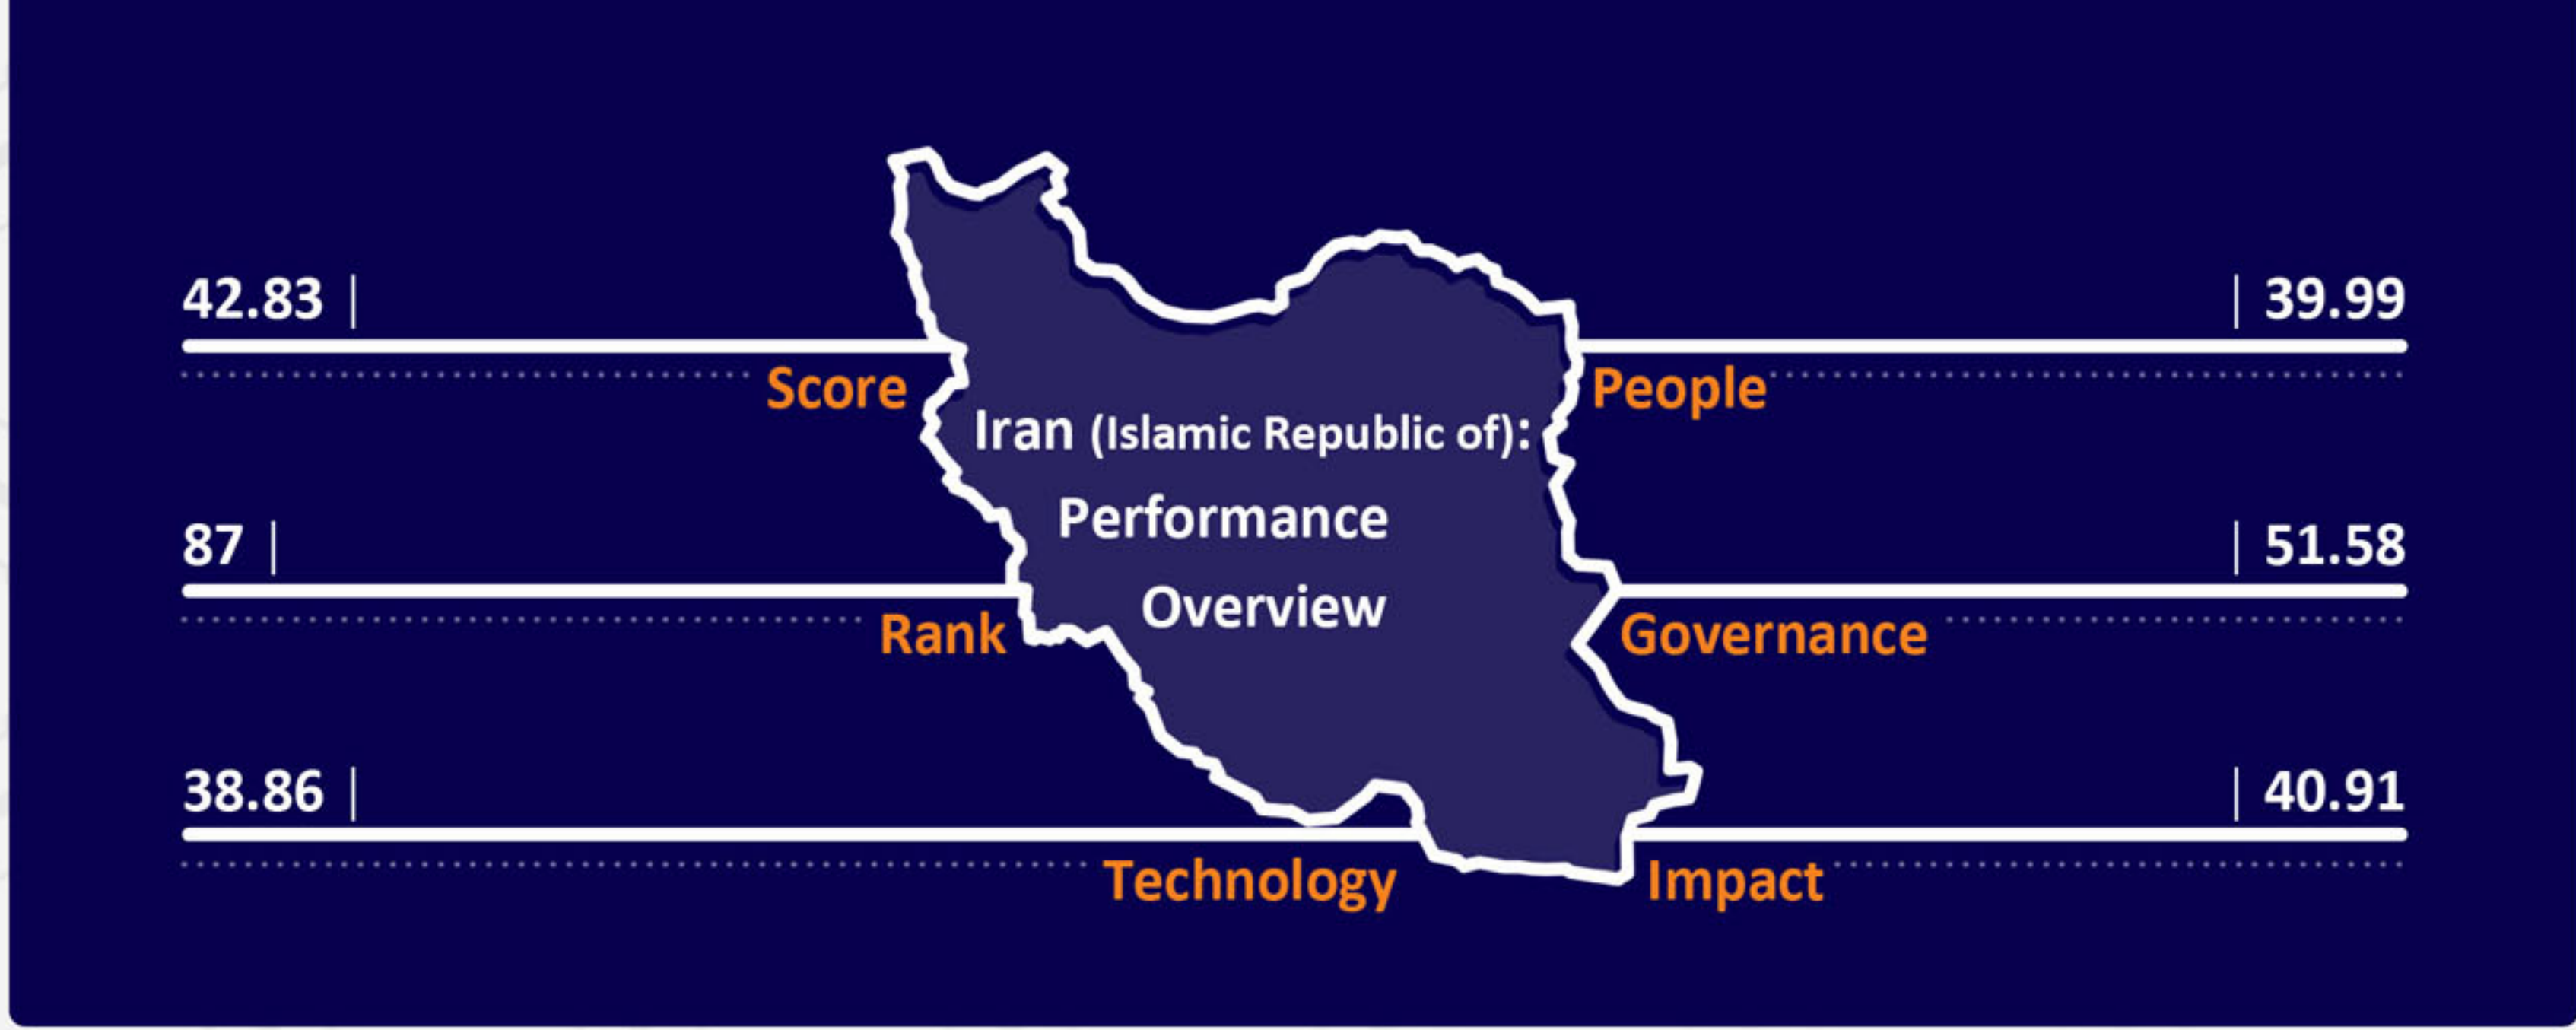 42.83 |
Score
87 |
Rank
38.86 |
Technology
Iran (Islamic Republic of):
Performance
Overview
| 39.99
People
| 51.58
Governance
| 40.91
Impact